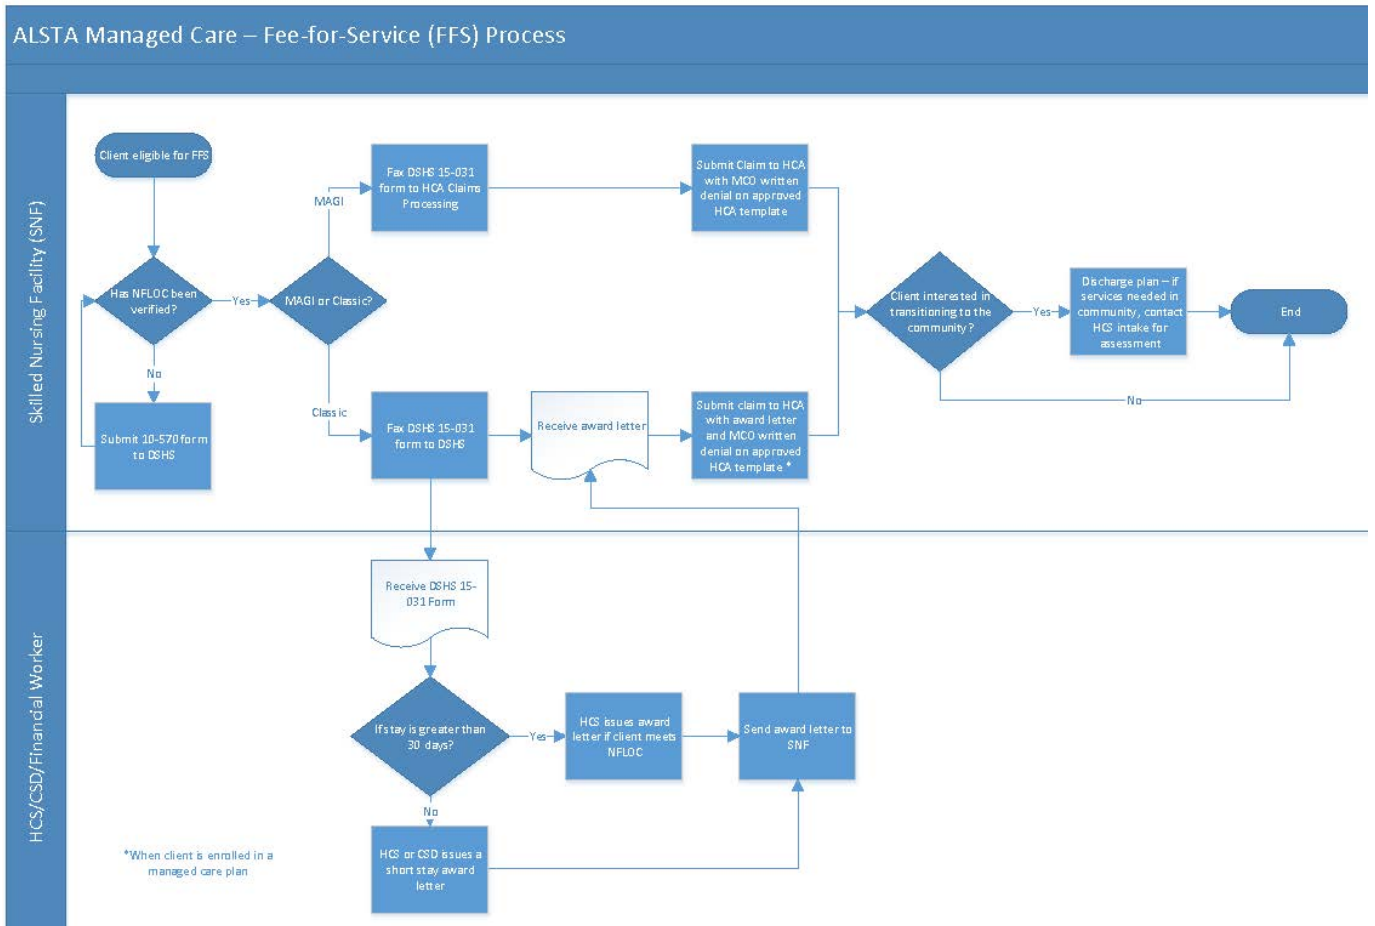 ALSTA Managed Care – Fee-for-Service (FFS) Process
Skilled Nursing Facility (SNF)
Client eligible for FFS
Has NFLOC been
verified?
Yes
No
Submit 10-570 form
to DSHS
MAGI or Classic?
MAGI
Classic
Fax DSHS 15-031
form to HCA Claims
Processing
Submit Claim to HCA
with MCO written
denial on approved
HCA template
Fax DSHS 15-031
form to DSHS
Receive award letter
Submit claim to HCA
with award letter
and MCO written
denial on approved
HCA template *
Client interested in
transitioning to the
community?
Yes
No
Discharge plan – if
services needed in
community, contact
HCS intake for
assessment
End
HCS/CSD/Financial Worker
Receive DSHS 15-
031 Form
If stay is greater than
30 days?
Yes
No
HCS issues award
letter if client meets
NFLOC
Send award letter to
SNF
HCS or CSD issues a
short stay award
letter
*When client is enrolled in a
managed care plan